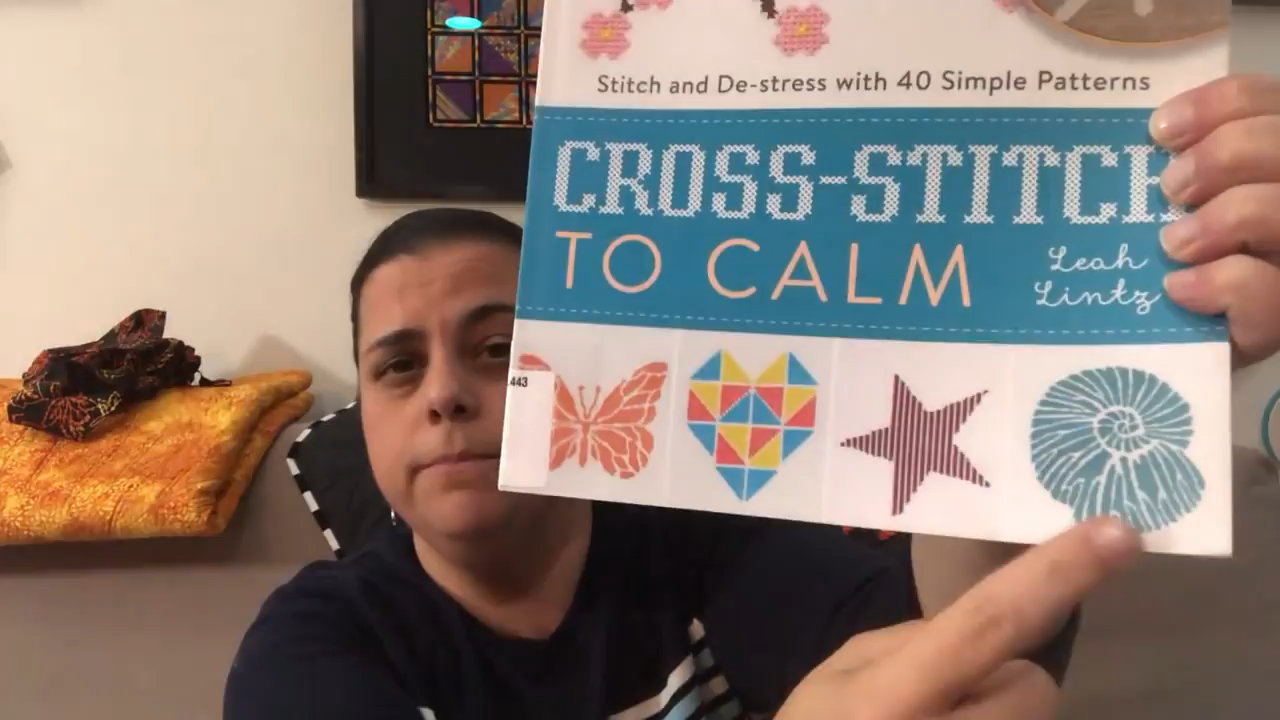 Stitch and De-stress with 40 Simple Patterns
CROSS-STITCH
TO CALM
Leah
Lintz
.443